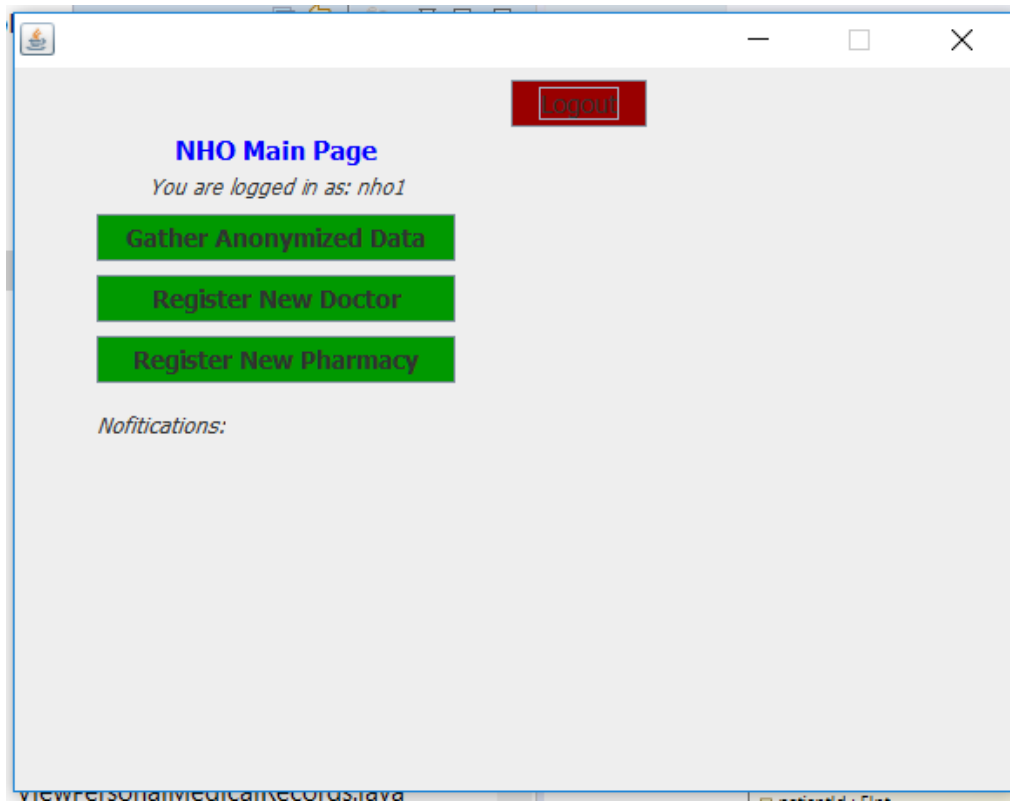 Logout
NHO Main Page
You are logged in as: nho1
Gather Anonymized Data
Register New Doctor
Register New Pharmacy
Nofitications:
ViewPersonalMedicalRecords.java